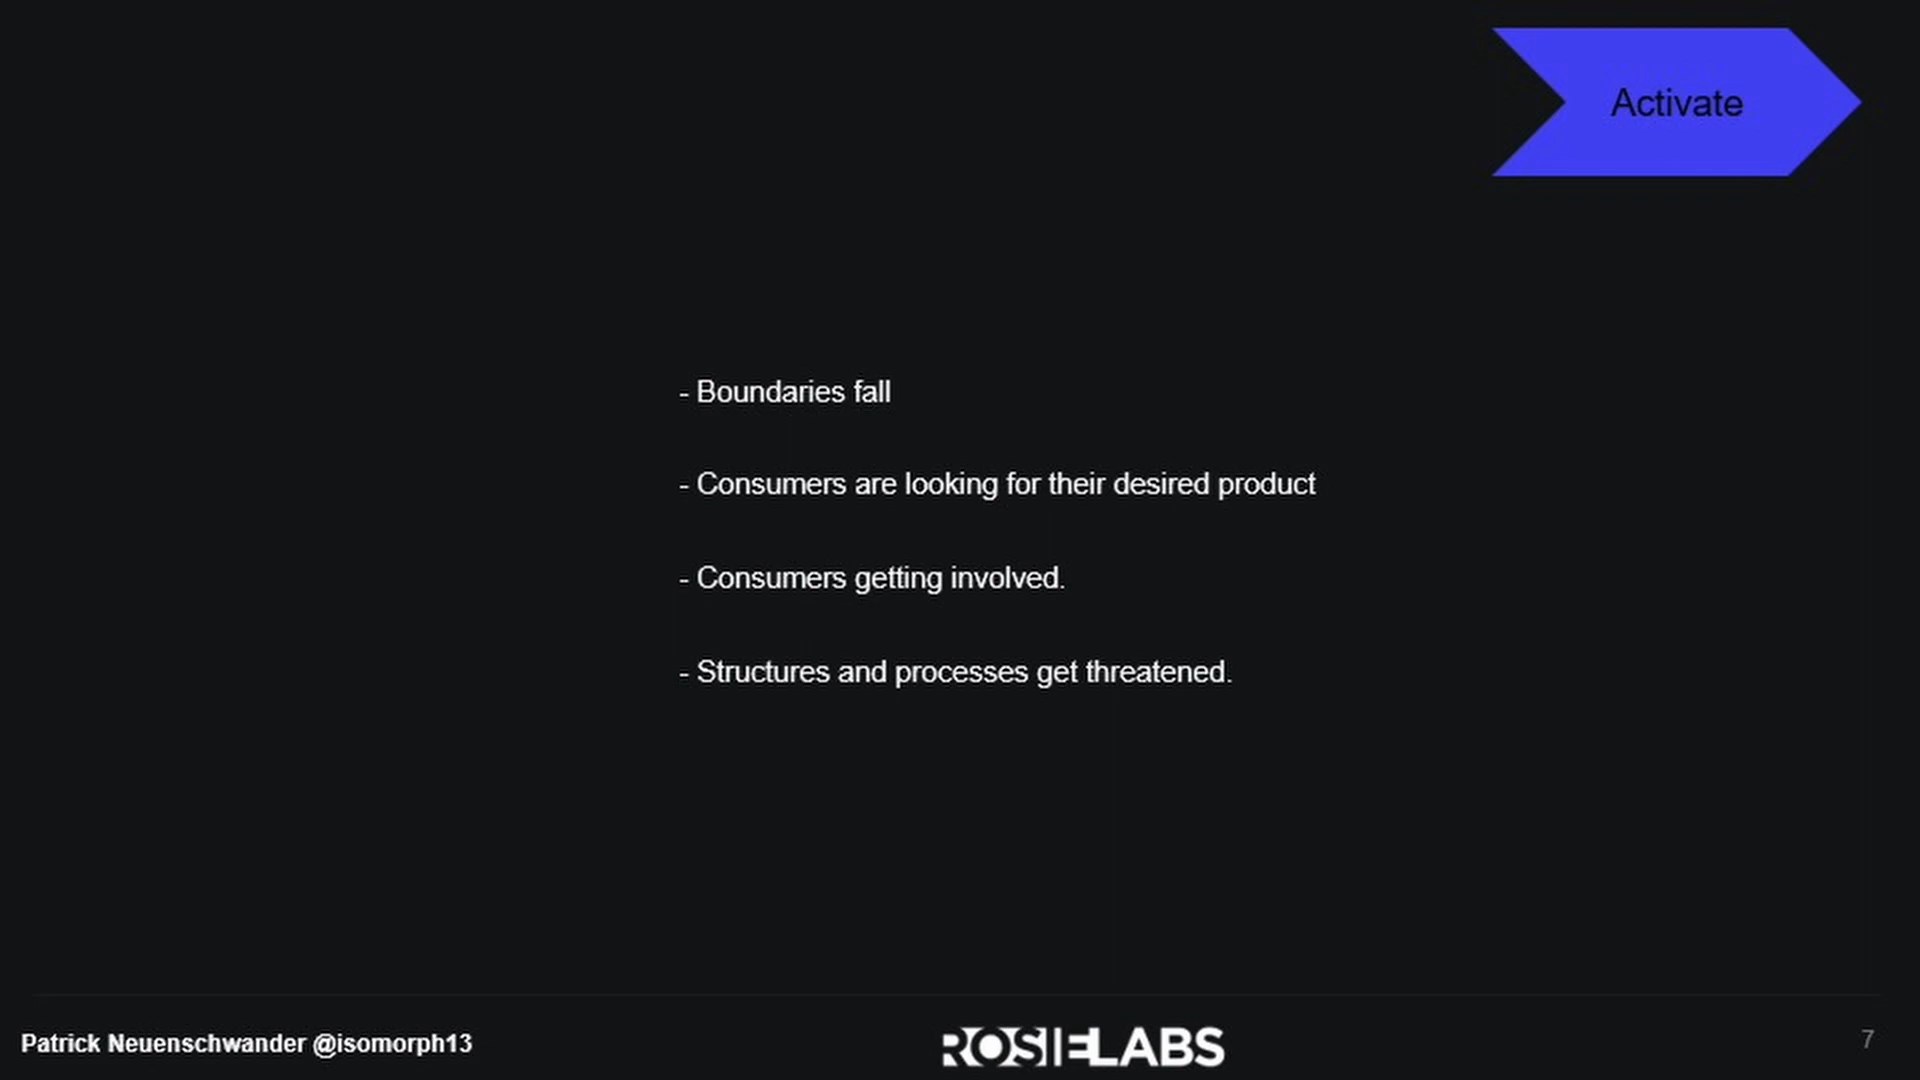 Activate
- Boundaries fall
- Consumers are looking for their desired product
- Consumers getting involved.
- Structures and processes get threatened.
Patrick Neuenschwander @isomorph13
ROSIELABS
7